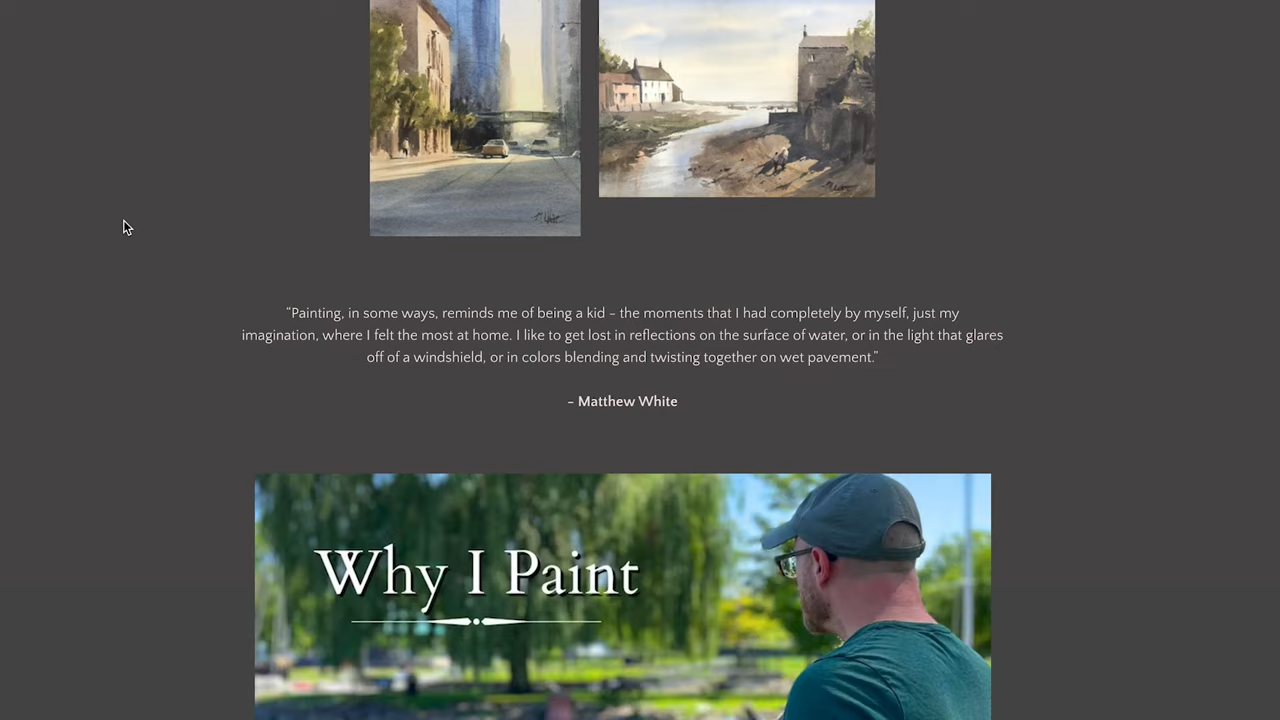 “Painting, in some ways, reminds me of being a kid – the moments that I had completely by myself, just my
imagination, where I felt the most at home. I like to get lost in reflections on the surface of water, or in the light that glares
off of a windshield, or in colors blending and twisting together on wet pavement.”
– Matthew White
Why I Paint